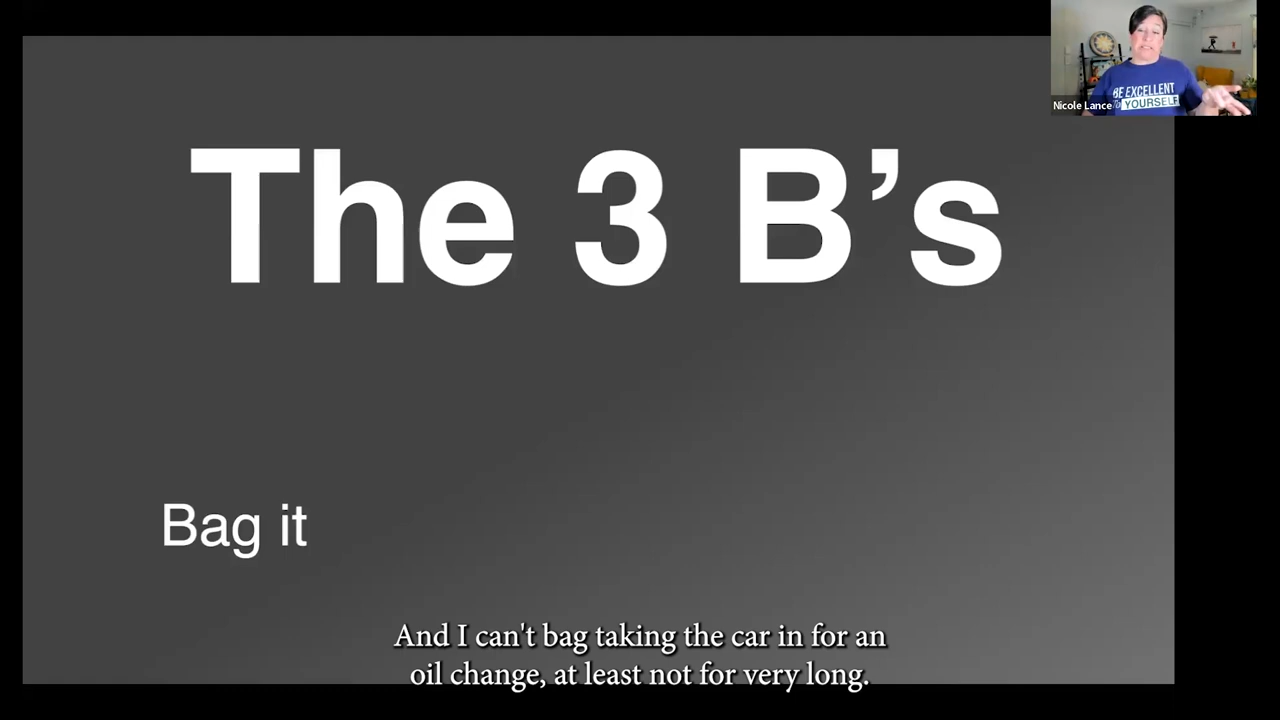 The 3 B’s
BE EXCELLENT
TO YOURSELF
Nicole Lance
Bag it
And I can't bag taking the car in for an
oil change, at least not for very long.